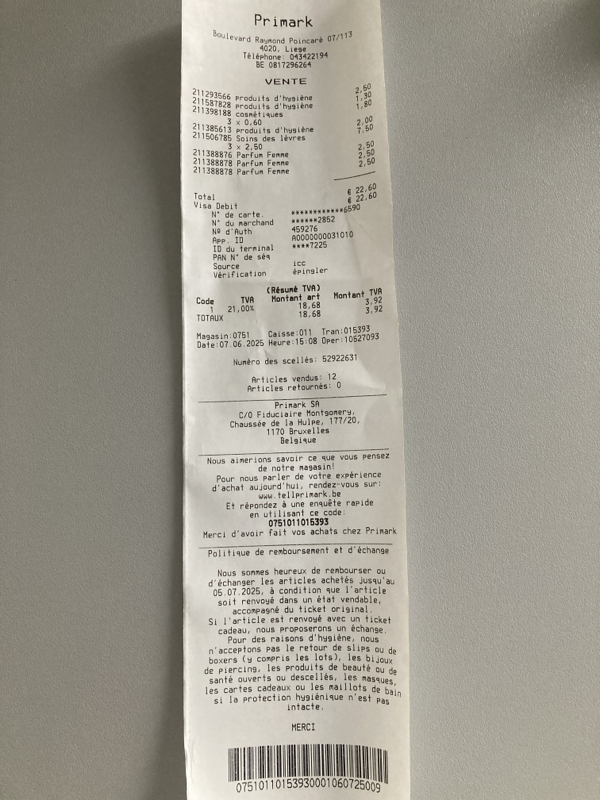 Primark
Boulevard Raymond Poincaré 07/113
4020, Liege
Téléphone: 043422194
BE 0817296264
VENTE
211293566 produits d'hygiène 2,50
211587828 produits d'hygiène 1,30
211398188 cosmétiques 1,80
3 x 0,60
211385613 produits d'hygiène 2,00
211506785 Soins des lèvres 7,50
3 x 2,50
211388876 Parfum Femme 2,50
211388878 Parfum Femme 2,50
211388878 Parfum Femme 2,50
Total € 22,60
Visa Debit € 22,60
N° de carte. ************6590
N° du marchand ******2852
Nº d'Auth 459276
App. ID A0000000031010
ID du terminal ****7225
PAN N° de séq
Source icc
Vérification épingler
(Résumé TVA)
Code TVA Montant art Montant TVA
1 21,00% 18,68 3,92
TOTAUX 18,68 3,92
Magasin:0751 Caisse:011 Tran:015393
Date:07.06.2025 Heure:15:08 Oper:10527093
Numéro des scellés: 52922631
Articles vendus: 12
Articles retournés: 0
Primark SA
C/O Fiduciaire Montgomery,
Chaussée de la Hulpe, 177/20,
1170 Bruxelles
Belgique
Nous aimerions savoir ce que vous pensez
de notre magasin!
Pour nous parler de votre expérience
d'achat aujourd'hui, rendez-vous sur:
www.tellprimark.be
Et répondez à une enquête rapide
en utilisant ce code:
0751011015393
Merci d'avoir fait vos achats chez Primark
Politique de remboursement et d'échange
Nous sommes heureux de rembourser ou
d'échanger les articles achetés jusqu'au
05.07.2025, à condition que l'article
soit renvoyé dans un état vendable,
accompagné du ticket original.
Si l'article est renvoyé avec un ticket
cadeau, nous proposerons un échange.
Pour des raisons d'hygiène, nous
n'acceptons pas le retour de slips ou de
boxers (y compris les lots), les bijoux
de piercing, les produits de beauté ou de
santé ouverts ou descellés, les masques,
les cartes cadeaux ou les maillots de bain
si la protection hygiénique n'est pas
intacte.
MERCI
07510110153930001060725009